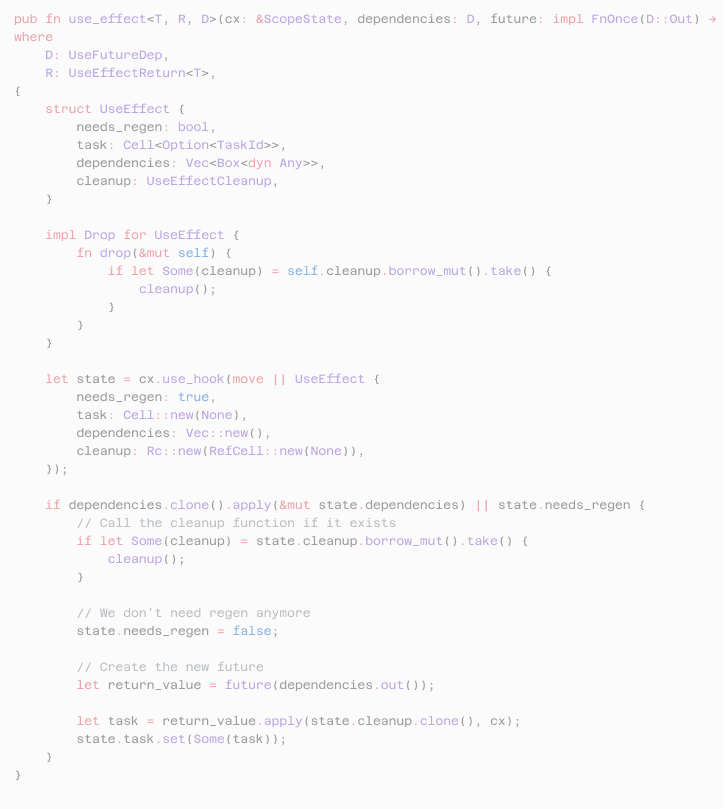 pub fn use_effect<T, R, D>(cx: &ScopeState, dependencies: D, future: impl FnOnce(D::Out) →
where
    D: UseFutureDep,
    R: UseEffectReturn<T>,
{
    struct UseEffect {
        needs_regen: bool,
        task: Cell<Option<TaskId>>,
        dependencies: Vec<Box<dyn Any>>,
        cleanup: UseEffectCleanup,
    }

    impl Drop for UseEffect {
        fn drop(&mut self) {
            if let Some(cleanup) = self.cleanup.borrow_mut().take() {
                cleanup();
            }
        }
    }

    let state = cx.use_hook(move || UseEffect {
        needs_regen: true,
        task: Cell::new(None),
        dependencies: Vec::new(),
        cleanup: Rc::new(RefCell::new(None)),
    });

    if dependencies.clone().apply(&mut state.dependencies) || state.needs_regen {
        // Call the cleanup function if it exists
        if let Some(cleanup) = state.cleanup.borrow_mut().take() {
            cleanup();
        }

        // We don't need regen anymore
        state.needs_regen = false;

        // Create the new future
        let return_value = future(dependencies.out());

        let task = return_value.apply(state.cleanup.clone(), cx);
        state.task.set(Some(task));
    }
}